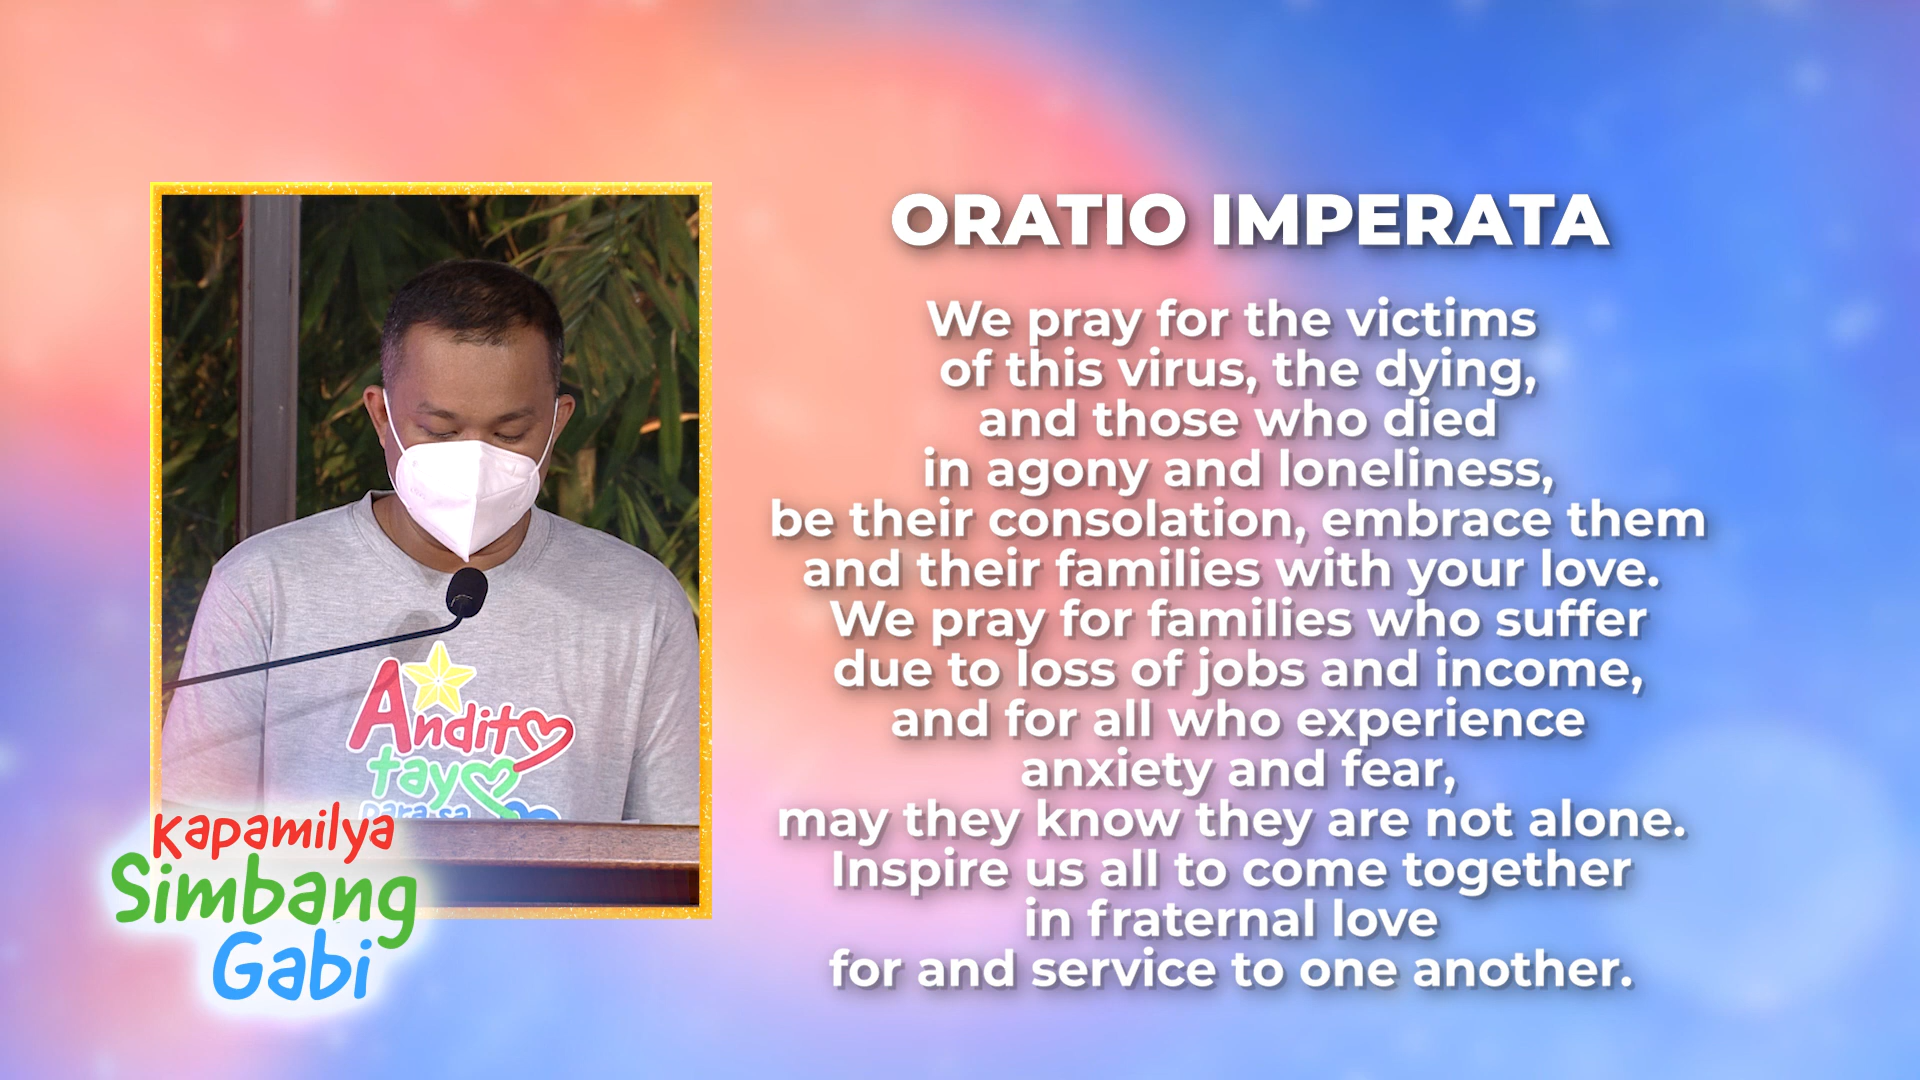 ORATIO IMPERATA
We pray for the victims
of this virus, the dying,
and those who died
in agony and loneliness,
be their consolation, embrace them
and their families with your love.
We pray for families who suffer
due to loss of jobs and income,
and for all who experience
anxiety and fear,
may they know they are not alone.
Inspire us all to come together
in fraternal love
for and service to one another.
Andito
tayo
para sa
Kapamilya
Simbang
Gabi